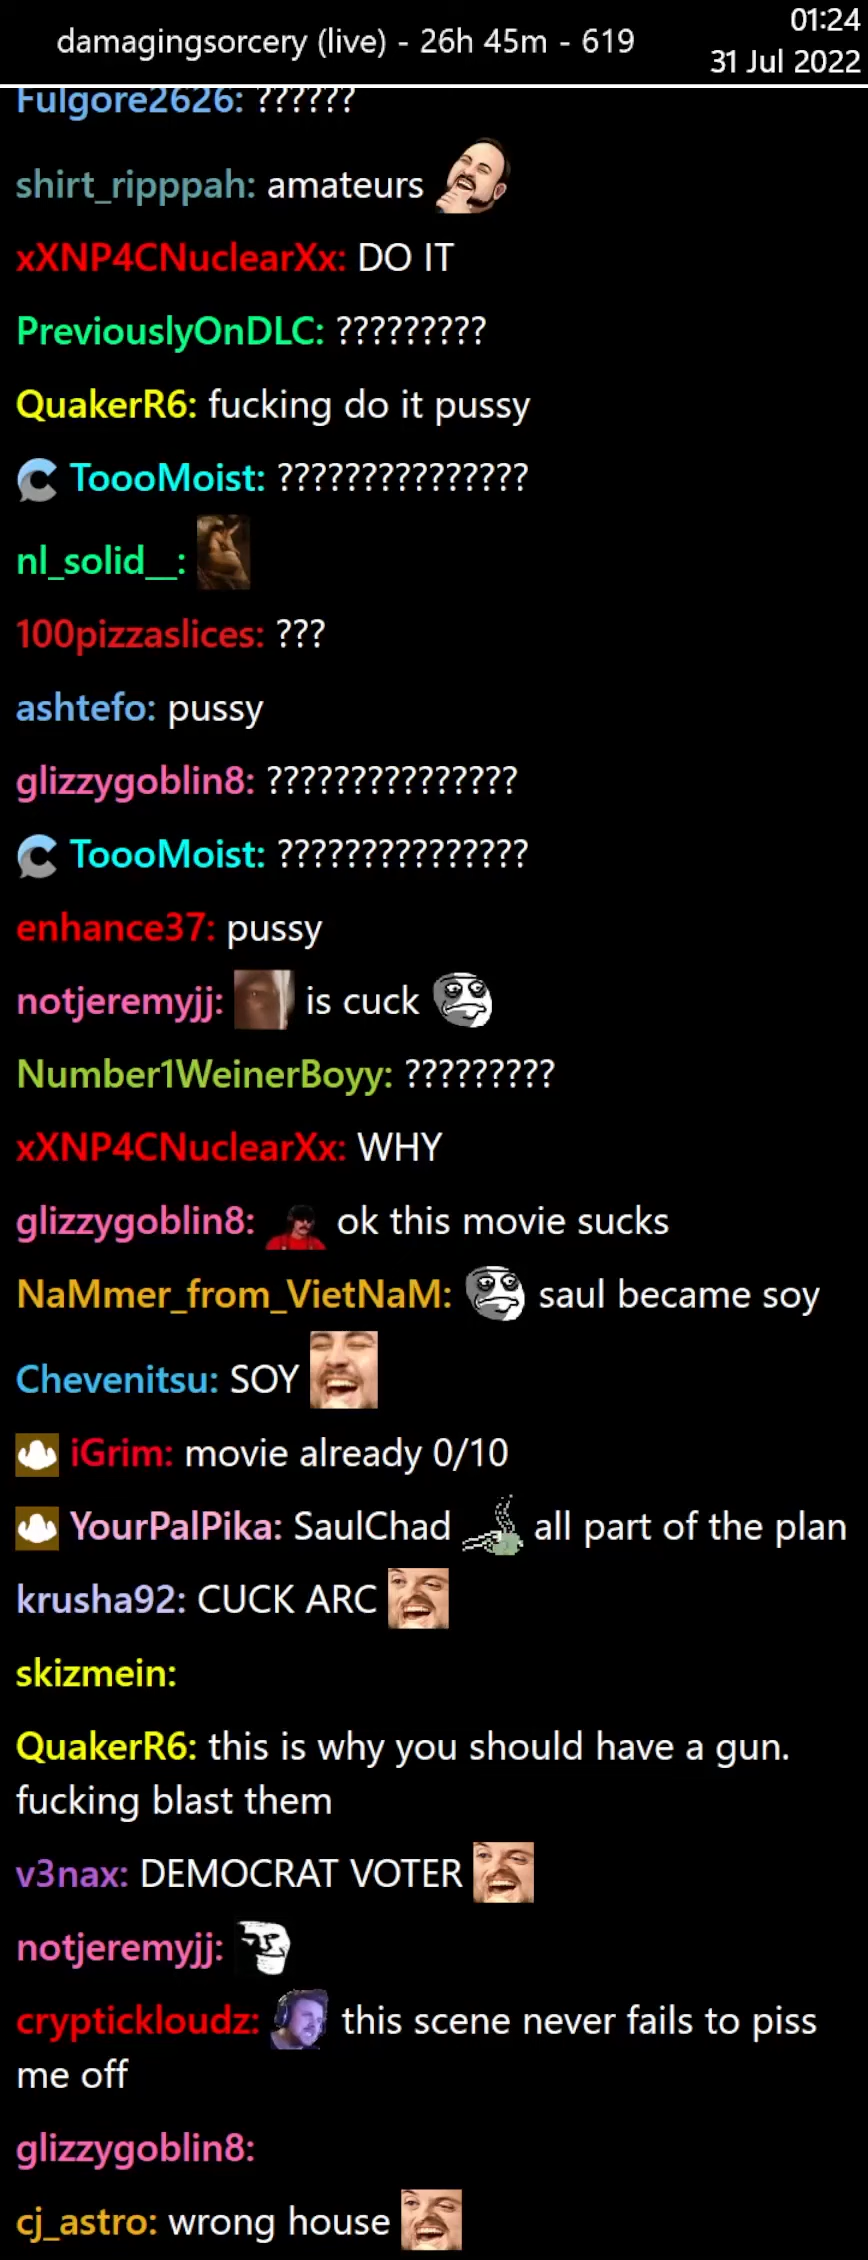 damagingsorcery (live) - 26h 45m - 619
01:24
31 Jul 2022
Fulgore2626: ??????
shirt_ripppah: amateurs
xXNP4CNuclearXx: DO IT
PreviouslyOnDLC: ?????????
QuakerR6: fucking do it pussy
ToooMoist: ???????????????
nl_solid__:
100pizzaslices: ???
ashtefo: pussy
glizzygoblin8: ???????????????
ToooMoist: ???????????????
enhance37: pussy
notjeremyjj: is cuck
Number1WeinerBoyy: ?????????
xXNP4CNuclearXx: WHY
glizzygoblin8: ok this movie sucks
NaMmer_from_VietNaM: saul became soy
Chevenitsu: SOY
iGrim: movie already 0/10
YourPalPika: SaulChad all part of the plan
krusha92: CUCK ARC
skizmein:
QuakerR6: this is why you should have a gun.
fucking blast them
v3nax: DEMOCRAT VOTER
notjeremyjj:
cryptickloudz: this scene never fails to piss
me off
glizzygoblin8:
cj_astro: wrong house